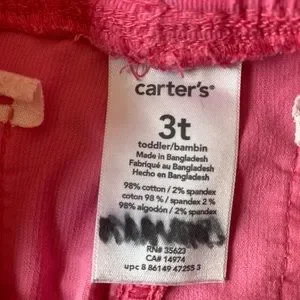 carter's®
3t
toddler/bambin
Made in Bangladesh
Fabriqué au Bangladesh
Hecho en Bangladesh
98% cotton / 2% spandex
coton 98 % / spandex 2 %
98% algodón / 2% spandex
RN# 35623
CA# 14974
upc 8 86149 47255 3